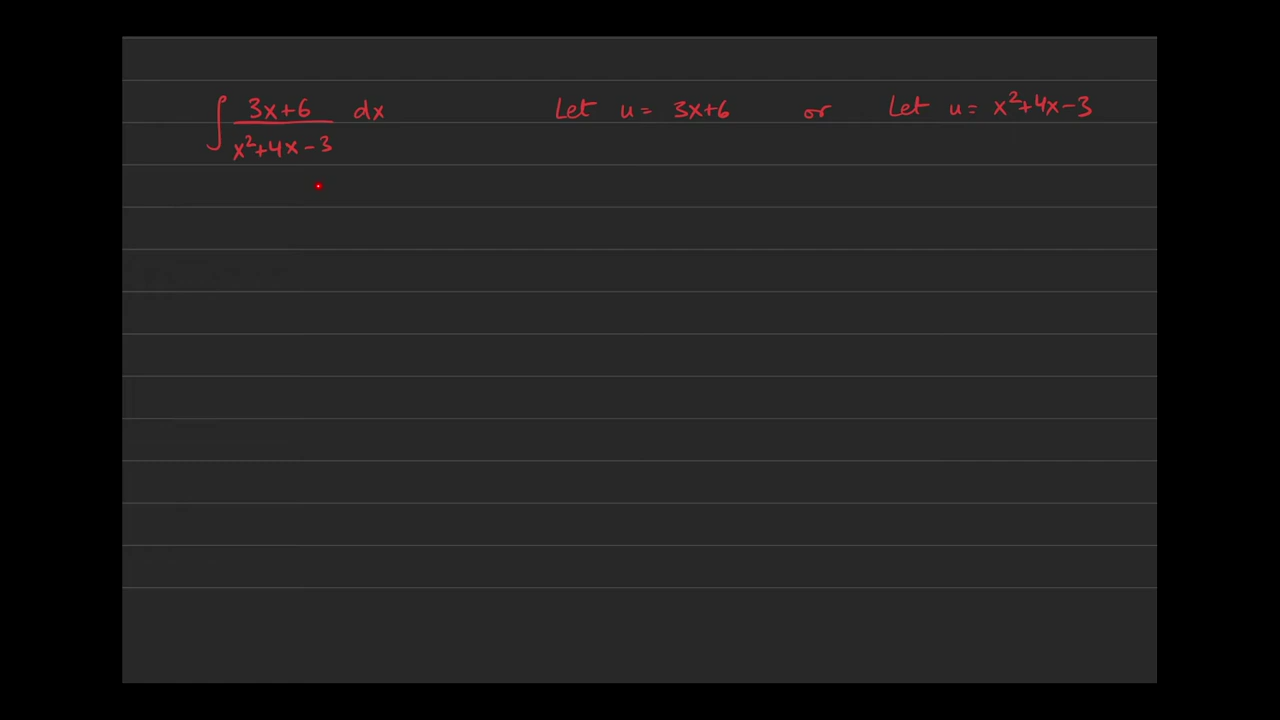 ∫ (3x+6)/(x²+4x-3) dx Let u = 3x+6 or Let u = x²+4x-3